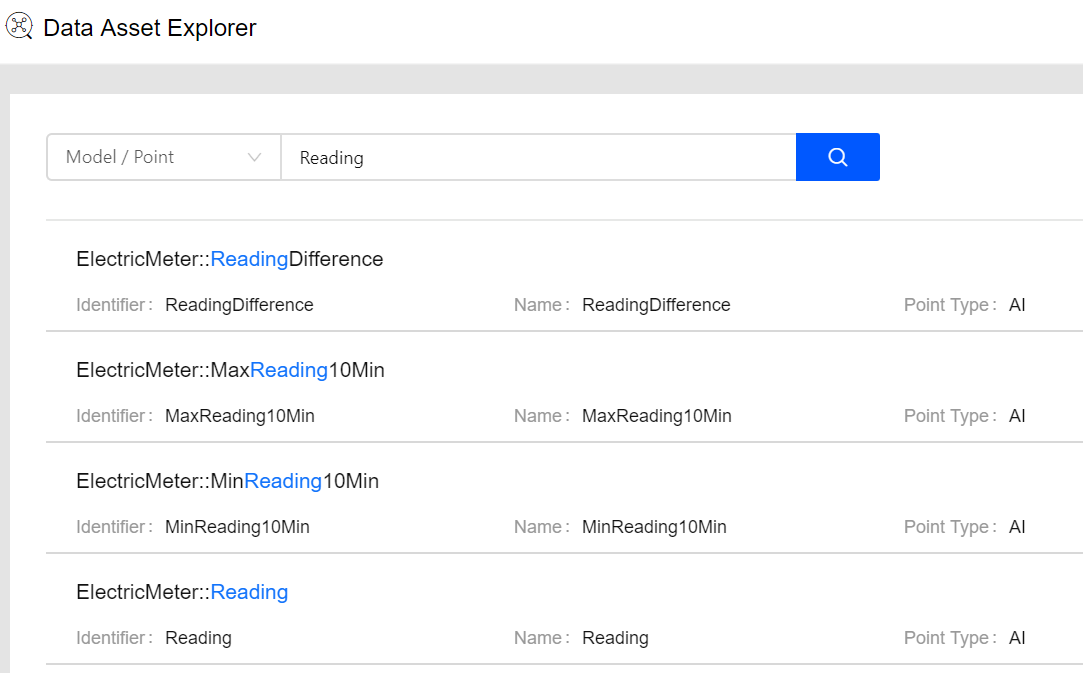 Data Asset Explorer
Model / Point Reading
ElectricMeter::ReadingDifference
Identifier : ReadingDifference Name : ReadingDifference Point Type : AI
ElectricMeter::MaxReading10Min
Identifier : MaxReading10Min Name : MaxReading10Min Point Type : AI
ElectricMeter::MinReading10Min
Identifier : MinReading10Min Name : MinReading10Min Point Type : AI
ElectricMeter::Reading
Identifier : Reading Name : Reading Point Type : AI